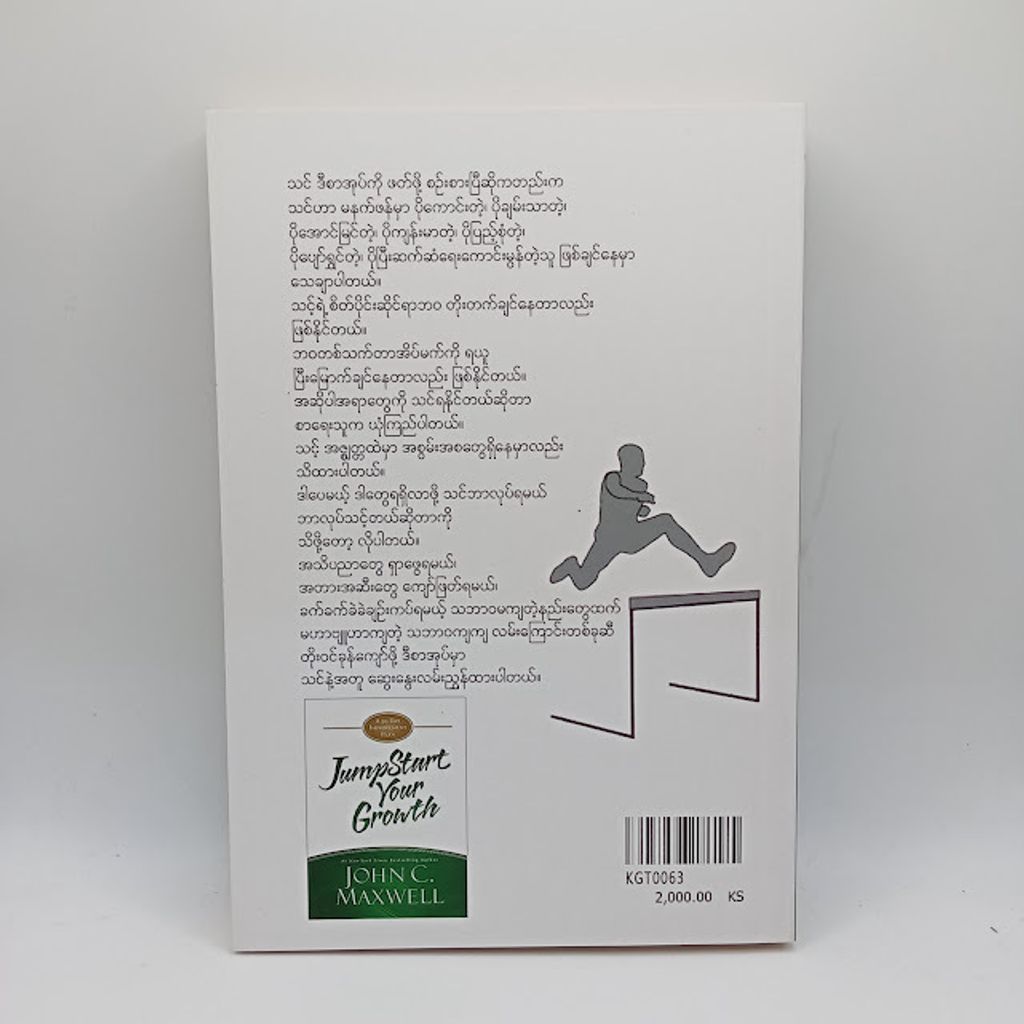 သင် ဒီစာအုပ်ကို ဖတ်ဖို့ စဉ်းစားပြီဆိုကတည်းက
သင်ဟာ မနက်ဖန်မှာ ပိုကောင်းတဲ့၊ ပိုချမ်းသာတဲ့၊
ပိုအောင်မြင်တဲ့၊ ပိုကျန်းမာတဲ့၊ ပိုပြည့်စုံတဲ့၊
ပိုပျော်ရွှင်တဲ့၊ ပိုပြီးဆက်ဆံရေးကောင်းမွန်တဲ့သူ ဖြစ်ချင်နေမှာ
သေချာပါတယ်။
သင့်ရဲ့ စိတ်ပိုင်းဆိုင်ရာဘဝ တိုးတက်ချင်နေတာလည်း
ဖြစ်နိုင်တယ်။
ဘဝတစ်သက်တာအိပ်မက်ကို ရယူ
ပြီးမြောက်ချင်နေတာလည်း ဖြစ်နိုင်တယ်။
အဆိုပါအရာတွေကို သင်ရနိုင်တယ်ဆိုတာ
စာရေးသူက ယုံကြည်ပါတယ်။
သင့် အဇ္ဈတ္တထဲမှာ အစွမ်းအစတွေရှိနေမှာလည်း
သိထားပါတယ်။
ဒါပေမယ့် ဒါတွေရရှိလာဖို့ သင်ဘာလုပ်ရမယ်
ဘာလုပ်သင့်တယ်ဆိုတာကို
သိဖို့တော့ လိုပါတယ်။
အသိပညာတွေ ရှာဖွေရမယ်၊
အတားအဆီးတွေ ကျော်ဖြတ်ရမယ်၊
ခက်ခက်ခဲခဲချဉ်းကပ်ရမယ့် သဘာဝမကျတဲ့နည်းတွေထက်
မဟာဗျူဟာကျတဲ့ သဘာဝကျကျ လမ်းကြောင်းတစ်ခုဆီ
တိုးဝင်ခုန်ကျော်ဖို့ ဒီစာအုပ်မှာ
သင်နဲ့အတူ ဆွေးနွေးလမ်းညွှန်ထားပါတယ်။
A 90-Day
Improvement
Plan
JumpStart
Your
Growth
#1 New York Times Bestselling Author
JOHN C.
MAXWELL
KGT0063
2,000.00 KS